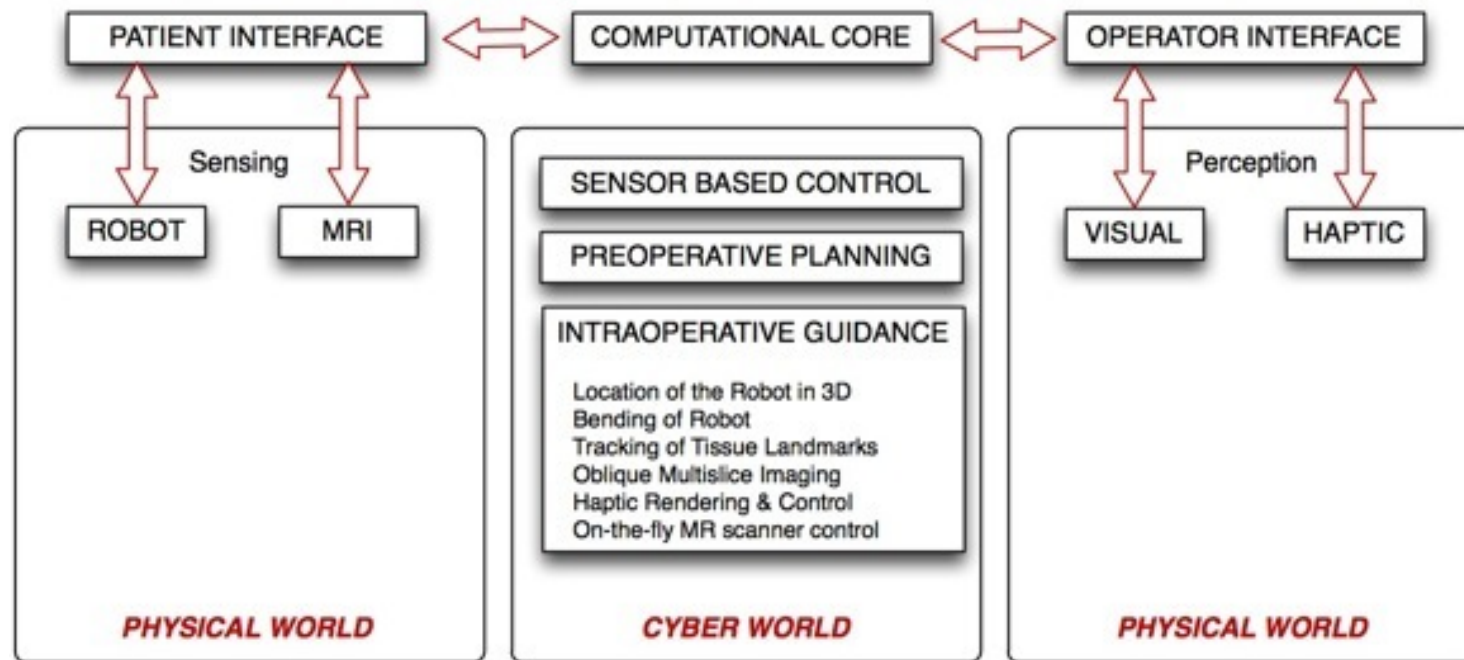 PATIENT INTERFACE
COMPUTATIONAL CORE
OPERATOR INTERFACE
Sensing
ROBOT
MRI
PHYSICAL WORLD
SENSOR BASED CONTROL
PREOPERATIVE PLANNING
INTRAOPERATIVE GUIDANCE
Location of the Robot in 3D
Bending of Robot
Tracking of Tissue Landmarks
Oblique Multislice Imaging
Haptic Rendering & Control
On-the-fly MR scanner control
CYBER WORLD
Perception
VISUAL
HAPTIC
PHYSICAL WORLD